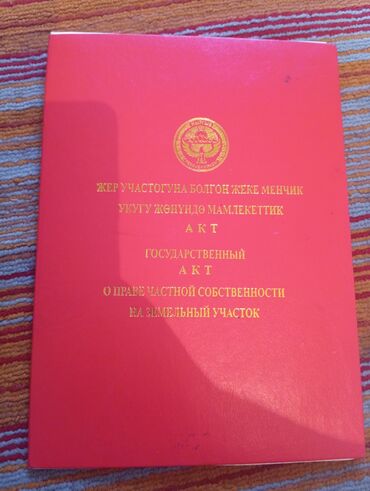 ЖЕР УЧАСТОГУНА БОЛГОН ЖЕКЕ МЕНЧИК
УКУГУ ЖӨНҮНДӨ МАМЛЕКЕТТИК
АКТ
ГОСУДАРСТВЕННЫЙ
АКТ
О ПРАВЕ ЧАСТНОЙ СОБСТВЕННОСТИ
НА ЗЕМЕЛЬНЫЙ УЧАСТОК